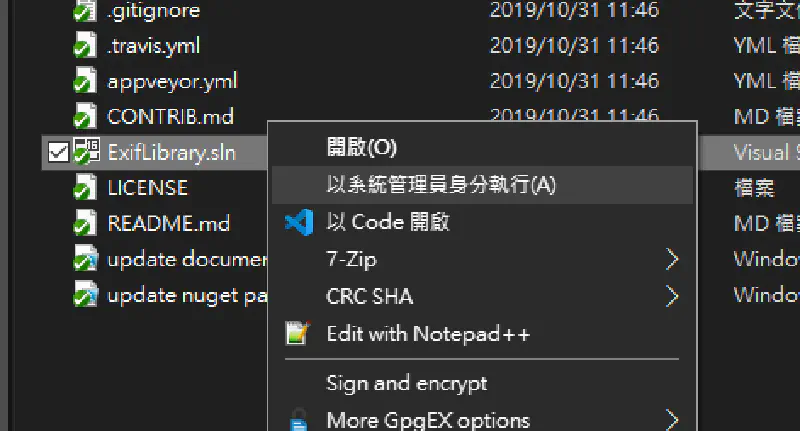 .gitignore 2019/10/31 11:46 文字文
.travis.yml 2019/10/31 11:46 YML 檔
appveyor.yml 2019/10/31 11:46 YML 檔
CONTRIB.md 2019/10/31 11:46 MD 檔案
ExifLibrary.sln Visual
LICENSE 檔案
README.md MD 檔案
update documen Windo
update nuget pa Windo
開啟(O)
以系統管理員身分執行(A)
以 Code 開啟
7-Zip
CRC SHA
Edit with Notepad++
Sign and encrypt
More GpgEX options